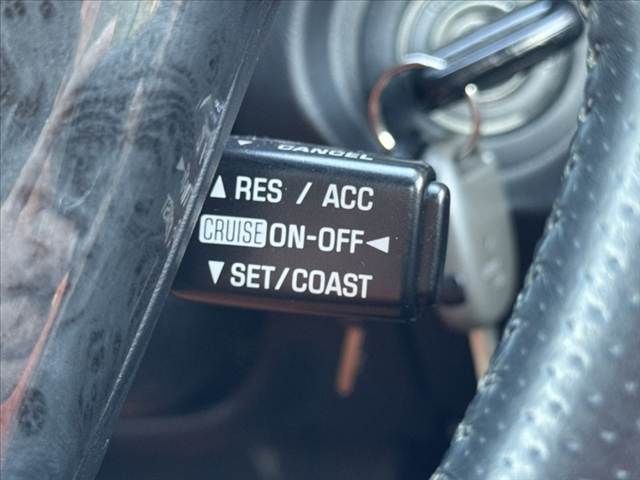 CANCEL
RES / ACC
CRUISE ON-OFF
SET/COAST